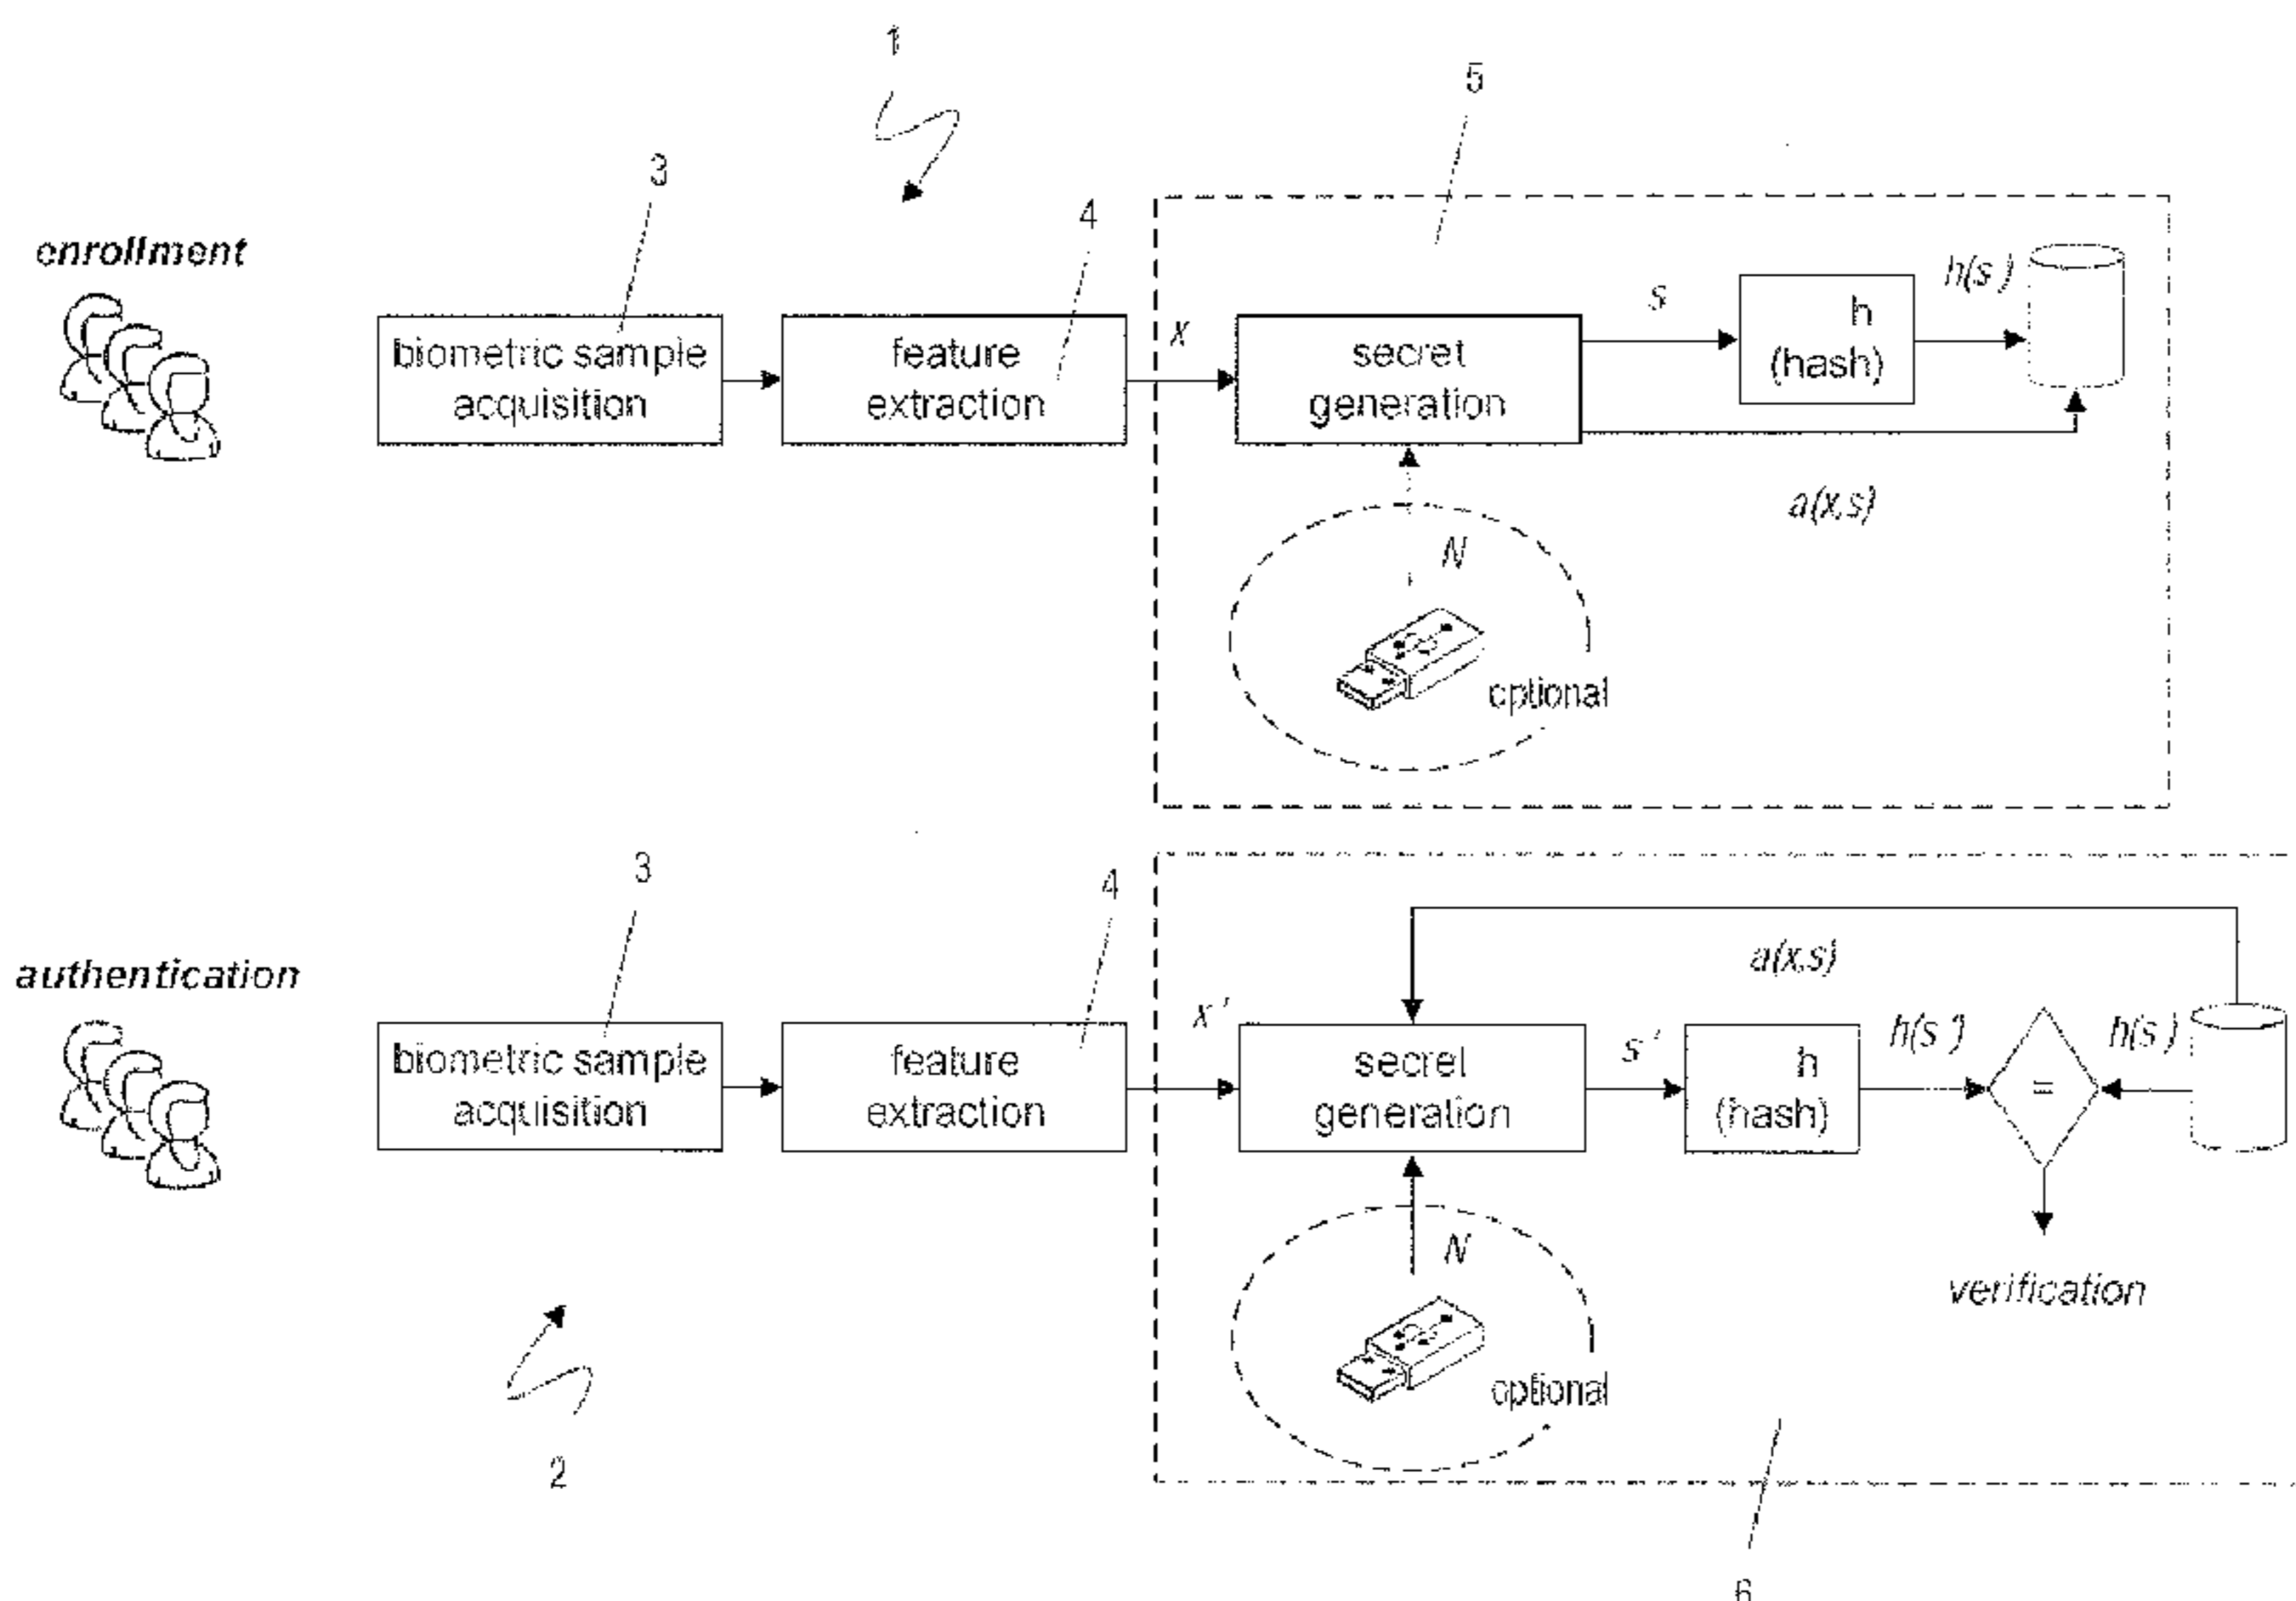 1
5
3
4
enrollment
biometric sample
acquisition
feature
extraction
x
secret
generation
s
h
(hash)
h(s)
a(x,s)
N
optional
3
4
authentication
biometric sample
acquisition
feature
extraction
x'
secret
generation
a(x,s)
s'
h
(hash)
h(s')
=
h(s)
N
optional
verification
2
6